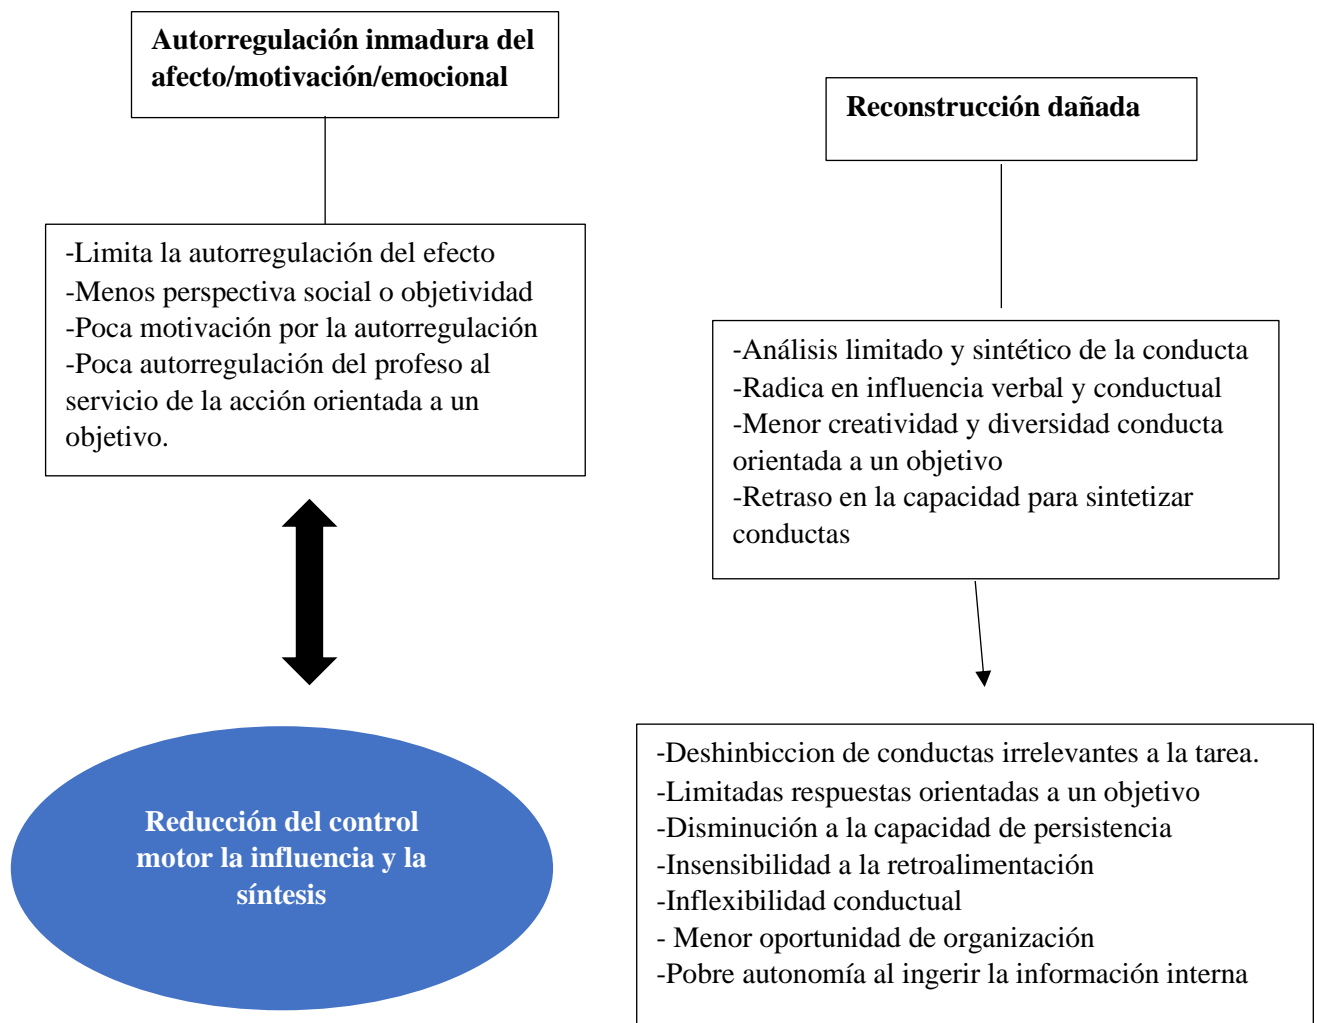 Autorregulación inmadura del
afecto/motivación/emocional
Reconstrucción dañada
-Limita la autorregulación del efecto
-Menos perspectiva social o objetividad
-Poca motivación por la autorregulación
-Poca autorregulación del profeso al
servicio de la acción orientada a un
objetivo.
-Análisis limitado y sintético de la conducta
-Radica en influencia verbal y conductual
-Menor creatividad y diversidad conducta
orientada a un objetivo
-Retraso en la capacidad para sintetizar
conductas
Reducción del control
motor la influencia y la
síntesis
-Deshinbiccion de conductas irrelevantes a la tarea.
-Limitadas respuestas orientadas a un objetivo
-Disminución a la capacidad de persistencia
-Insensibilidad a la retroalimentación
-Inflexibilidad conductual
- Menor oportunidad de organización
-Pobre autonomía al ingerir la información interna